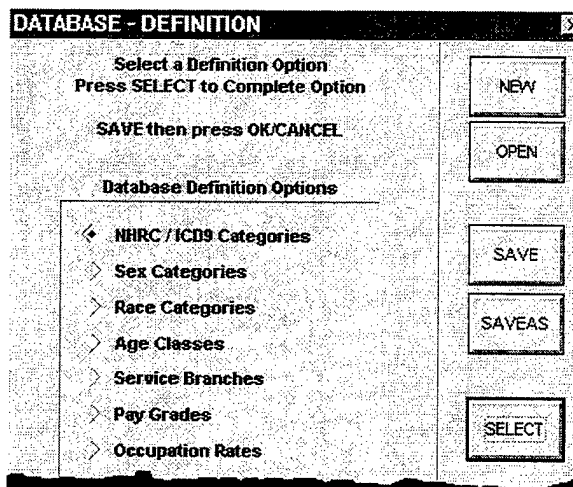 DATABASE - DEFINITION
Select a Definition Option
Press SELECT to Complete Option
SAVE then press OK/CANCEL
Database Definition Options
NHRC / ICD9 Categories
Sex Categories
Race Categories
Age Classes
Service Branches
Pay Grades
Occupation Rates
NEW
OPEN
SAVE
SAVEAS
SELECT